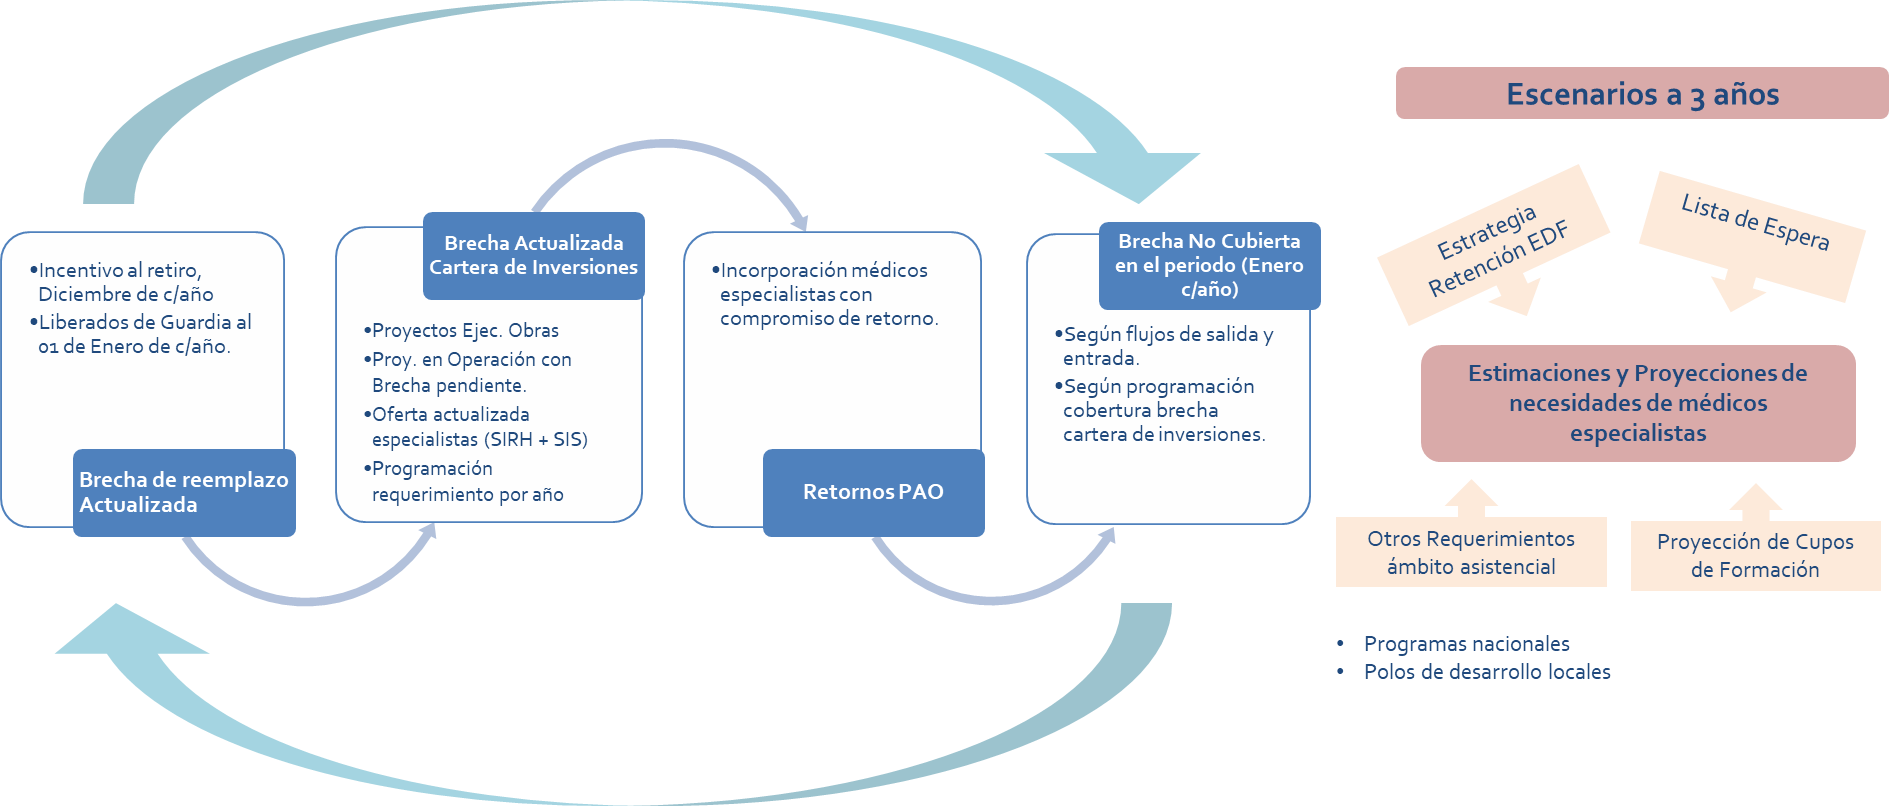 •Incentivo al retiro,
Diciembre de c/año
•Liberados de Guardia al
01 de Enero de c/año.
Brecha de reemplazo
Actualizada
Brecha Actualizada
Cartera de Inversiones
•Proyectos Ejec. Obras
•Proy. en Operación con
Brecha pendiente.
•Oferta actualizada
especialistas (SIRH + SIS)
•Programación
requerimiento por año
•Incorporación médicos
especialistas con
compromiso de retorno.
Retornos PAO
Brecha No Cubierta
en el periodo (Enero
c/año)
•Según flujos de salida y
entrada.
•Según programación
cobertura brecha
cartera de inversiones.
Escenarios a 3 años
Estrategia
Retención EDF
Lista de Espera
Estimaciones y Proyecciones de
necesidades de médicos
especialistas
Otros Requerimientos
ámbito asistencial
Proyección de Cupos
de Formación
• Programas nacionales
• Polos de desarrollo locales